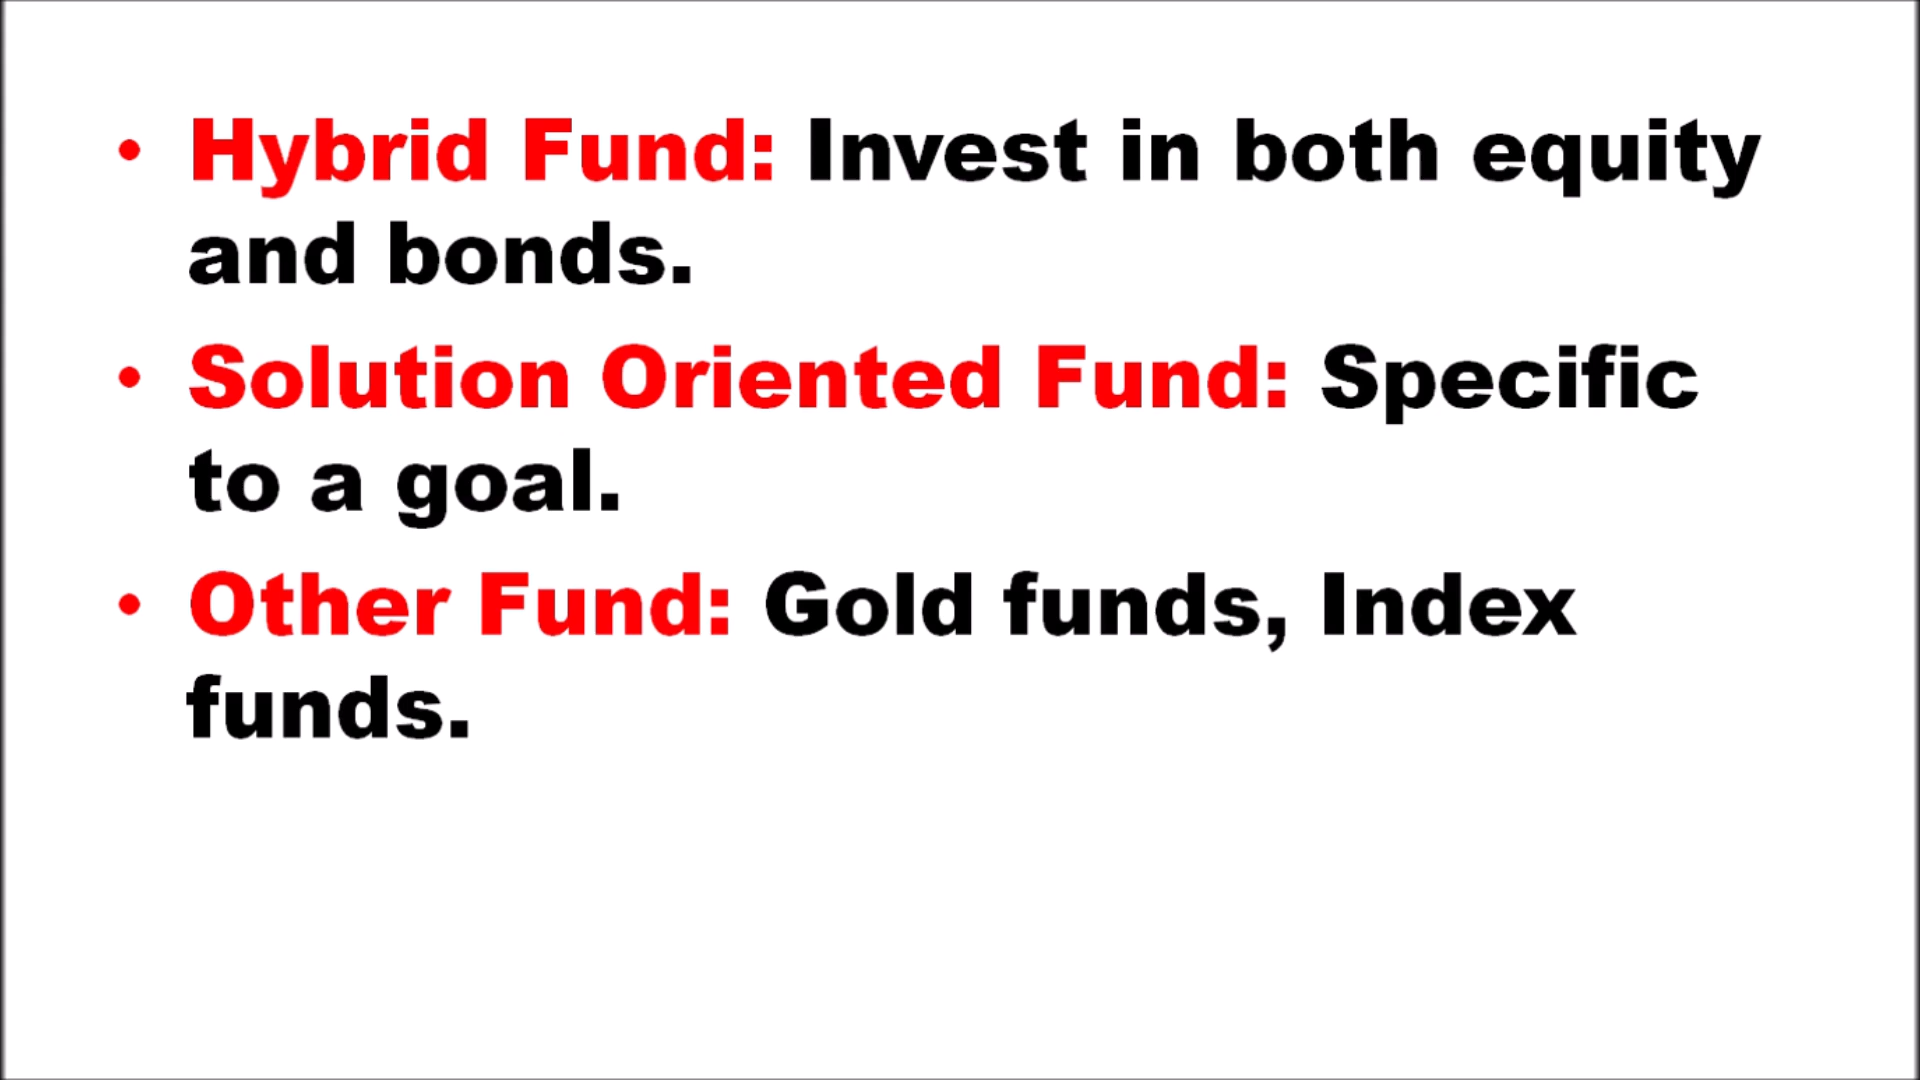 • Hybrid Fund: Invest in both equity
and bonds.
• Solution Oriented Fund: Specific
to a goal.
• Other Fund: Gold funds, Index
funds.